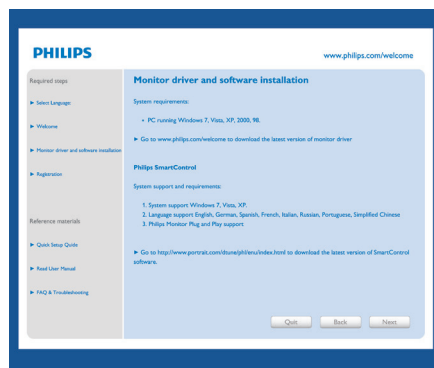 PHILIPS
www.philips.com/welcome
Required steps
► Select Language
► Welcome
► Monitor driver and software installation
► Registration
Reference materials
► Quick Setup Guide
► Read User Manual
► FAQ & Troubleshooting
Monitor driver and software installation
System requirements:
• PC running Windows 7, Vista, XP, 2000, 98.
► Go to www.philips.com/welcome to download the latest version of monitor driver
Philips SmartControl
System support and requirements:
1. System support Windows 7, Vista, XP.
2. Language support English, German, Spanish, French, Italian, Russian, Portuguese, Simplified Chinese
3. Philips Monitor Plug and Play support
► Go to http://www.portrait.com/dtune/phl/enu/index.html to download the latest version of SmartControl
software.
Quit
Back
Next